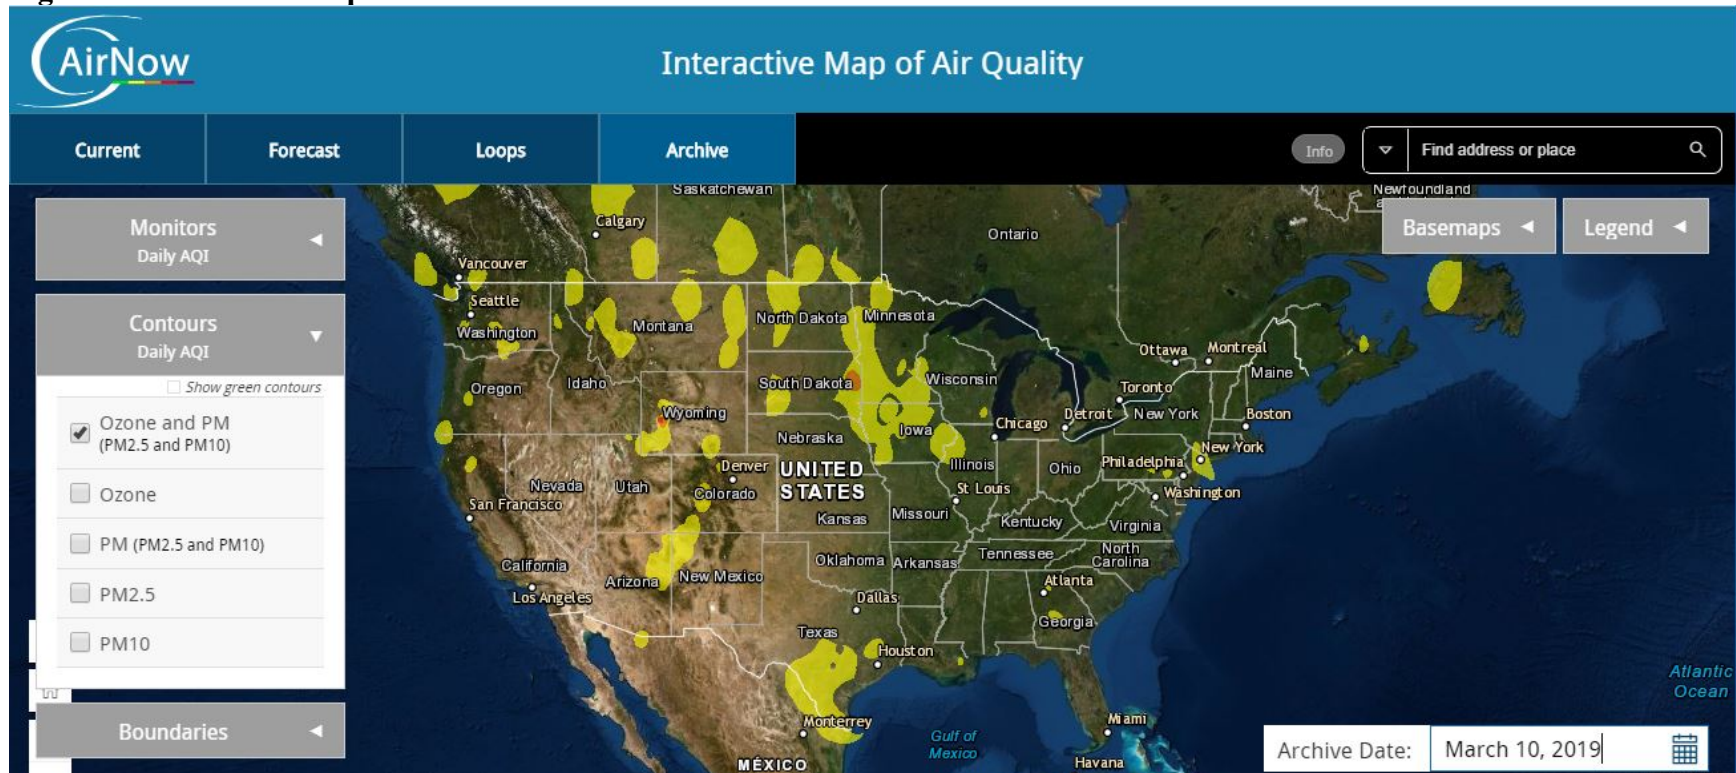 AirNow
Interactive Map of Air Quality
Current
Forecast
Loops
Archive
Info
Find address or place
Monitors
Daily AQI
Contours
Daily AQI
Show green contours
Ozone and PM
(PM2.5 and PM10)
Ozone
PM (PM2.5 and PM10)
PM2.5
PM10
Boundaries
Basemaps
Legend
Saskatchewan
Newfoundland
Calgary
Ontario
Vancouver
Seattle
Washington
Montana
North Dakota
Minnesota
Ottawa
Montreal
Maine
Oregon
Idaho
South Dakota
Wisconsin
Toronto
Wyoming
Chicago
Detroit
New York
Boston
Nebraska
Iowa
New York
Denver
UNITED
STATES
Illinois
Ohio
Philadelphia
Nevada
Utah
Colorado
St Louis
Washington
San Francisco
Kansas
Missouri
Kentucky
Virginia
California
Oklahoma
Arkansas
Tennessee
North
Carolina
Arizona
New Mexico
Los Angeles
Dallas
Atlanta
Georgia
Texas
Houston
Atlantic
Ocean
Monterrey
Gulf of
Mexico
Miami
MÉXICO
Havana
Archive Date:
March 10, 2019